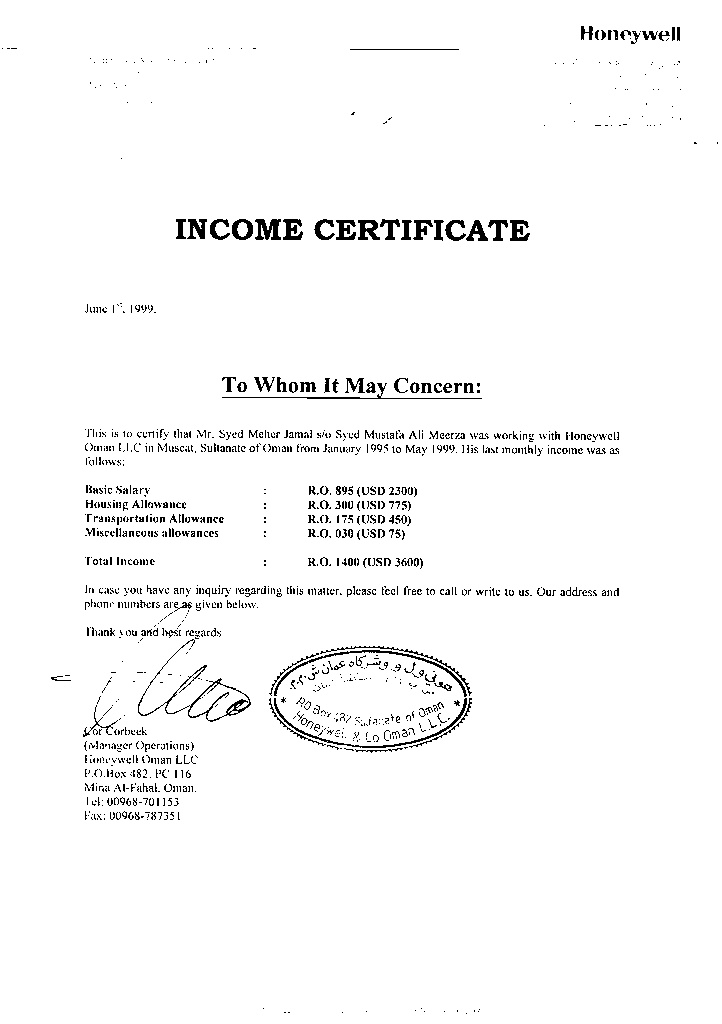 Honeywell
INCOME CERTIFICATE
June 1st, 1999.
To Whom It May Concern:
This is to certify that Mr. Syed Meher Jamal s/o Syed Mustafa Ali Meerza was working with Honeywell
Oman LLC in Muscat, Sultanate of Oman from January 1995 to May 1999. His last monthly income was as
follows:
Basic Salary : R.O. 895 (USD 2300)
Housing Allowance : R.O. 300 (USD 775)
Transportation Allowance : R.O. 175 (USD 450)
Miscellaneous allowances : R.O. 030 (USD 75)
Total Income : R.O. 1400 (USD 3600)
In case you have any inquiry regarding this matter, please feel free to call or write to us. Our address and
phone numbers are as given below.
Thank you and best regards
هوني ول و وشركاه عمان ش.م.م
* P.O Box Sultanate of Oman *
Honeywell & Co Oman L.L.C.
Cor Corbeek
(Manager Operations)
Honeywell Oman LLC
P.O.Box 482, PC 116
Mina Al-Fahal, Oman.
Tel: 00968-701153
Fax: 00968-787351